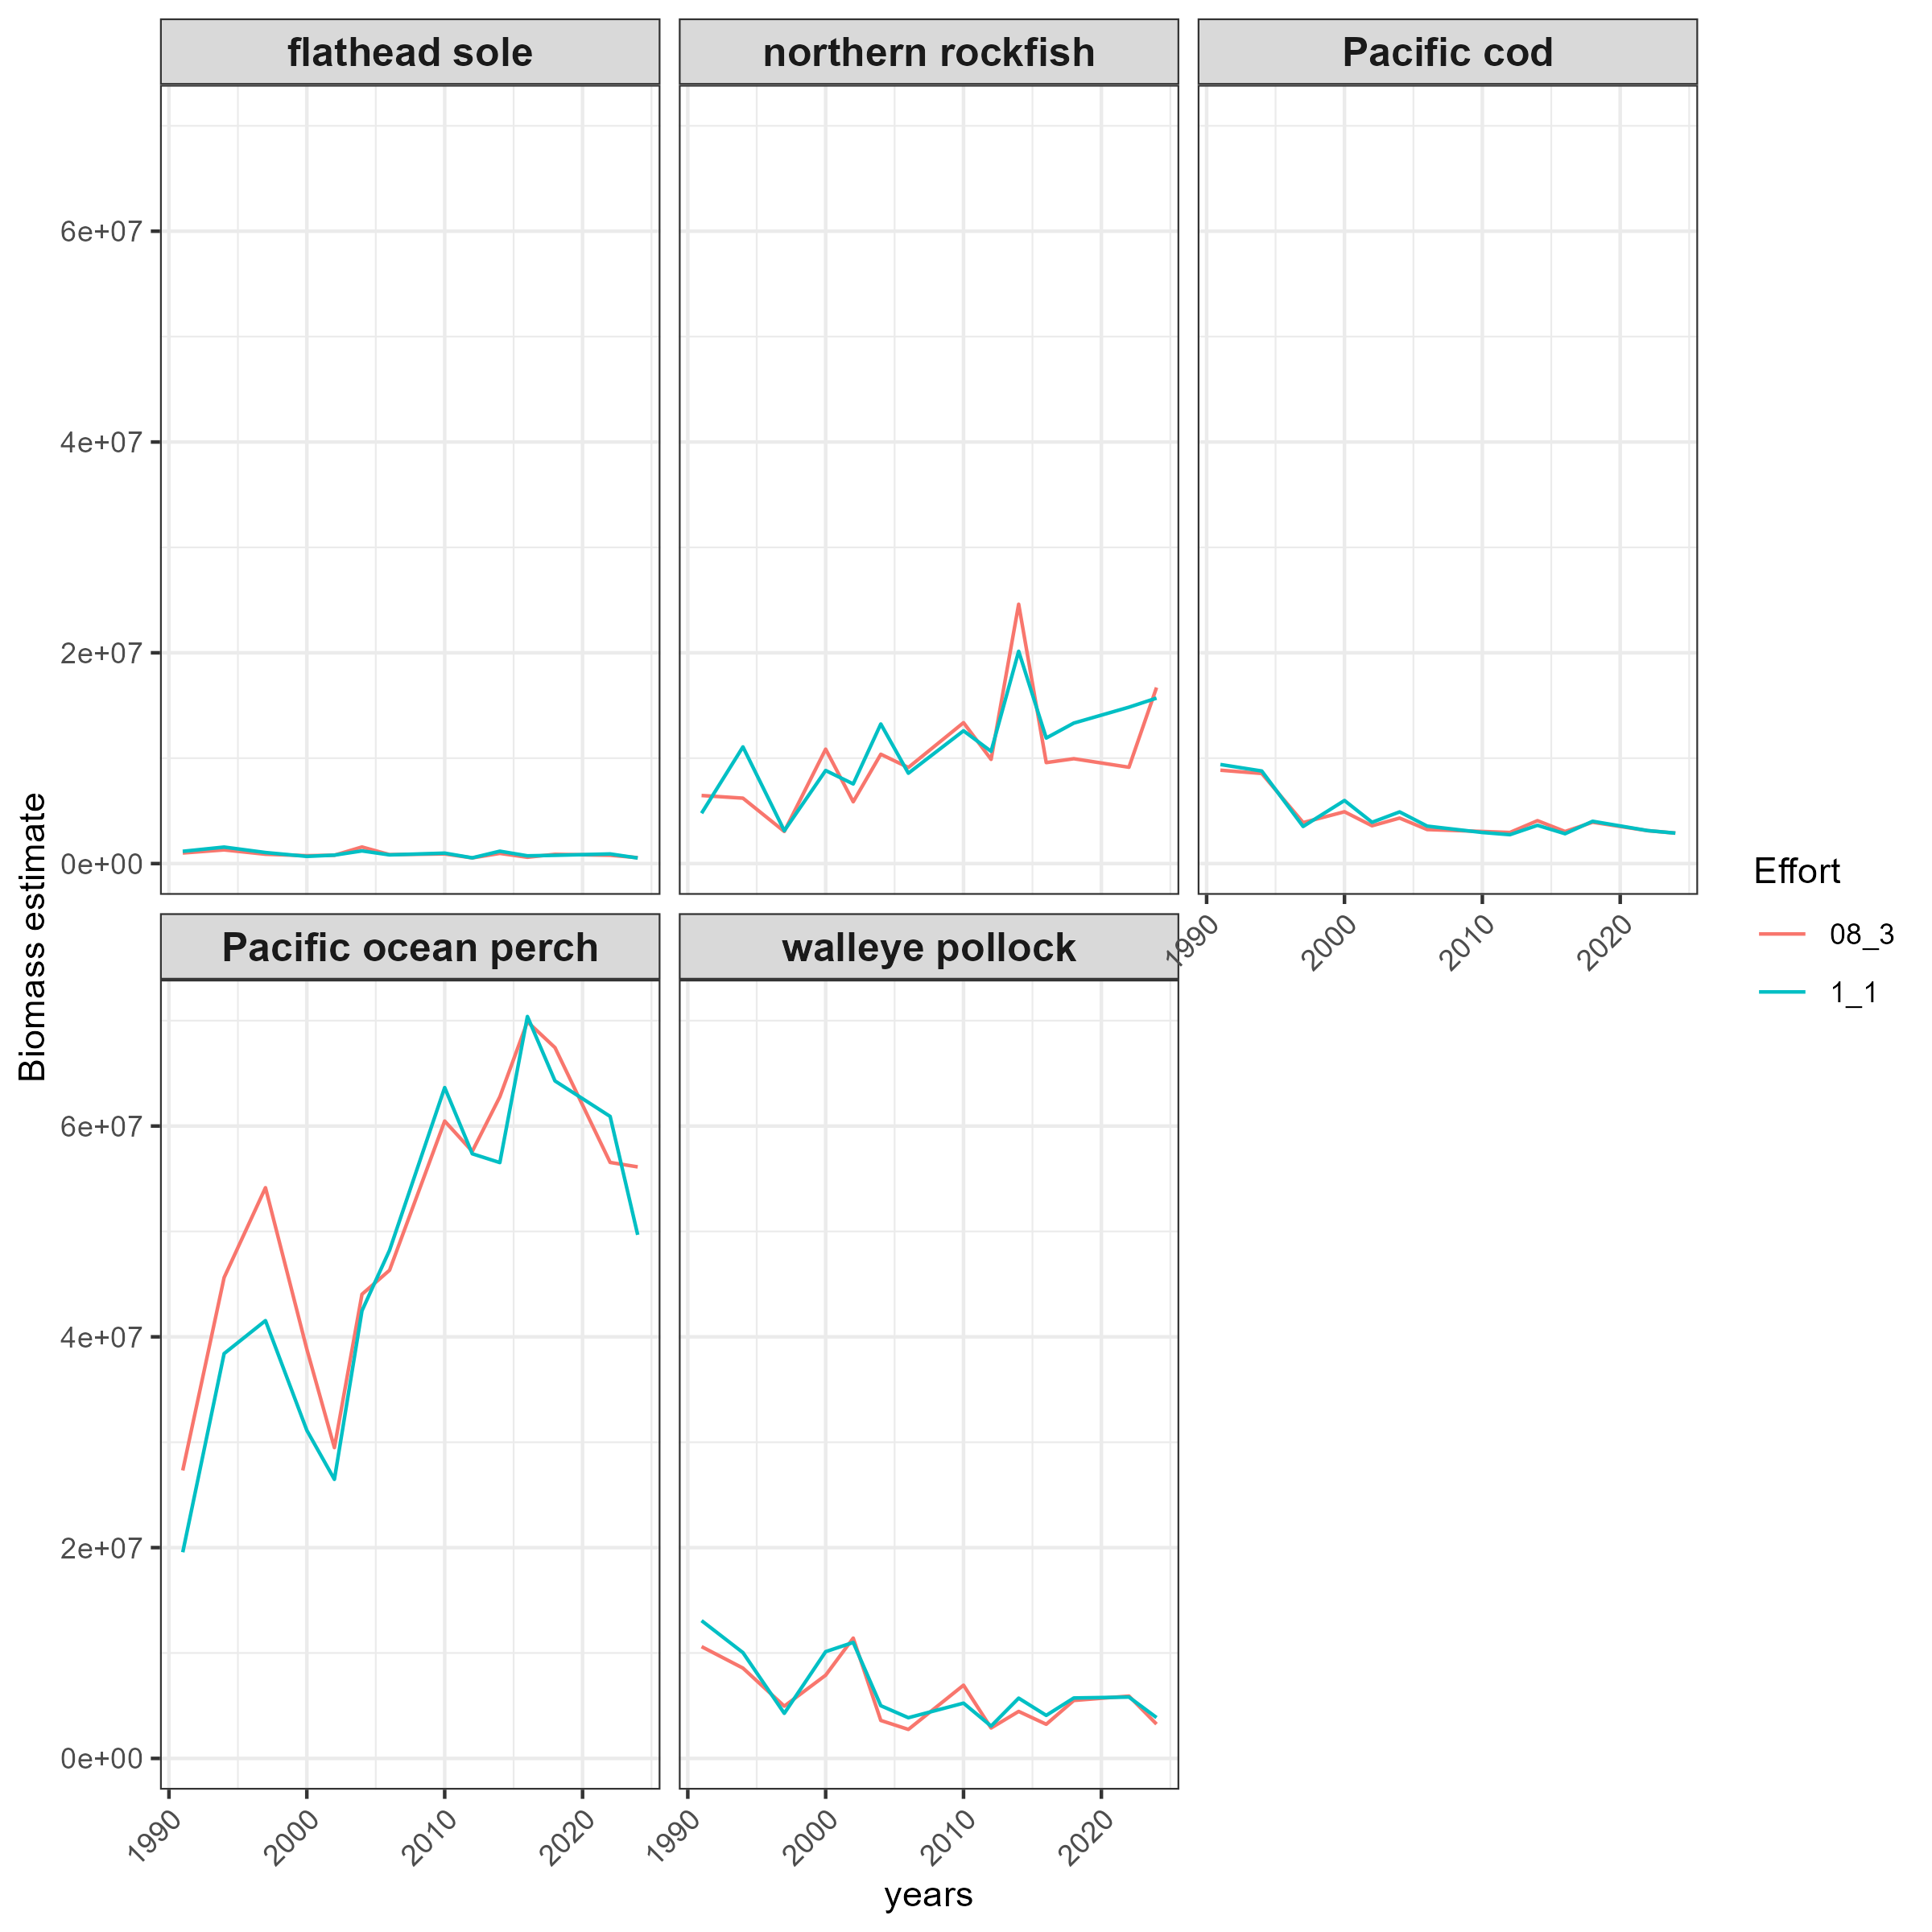 flathead sole
northern rockfish
Pacific cod
6e+07
4e+07
2e+07
0e+00
1990
2000
2010
2020
Pacific ocean perch
walleye pollock
6e+07
4e+07
2e+07
0e+00
1990
2000
2010
2020
1990
2000
2010
2020
years
Biomass estimate
Effort
08_3
1_1